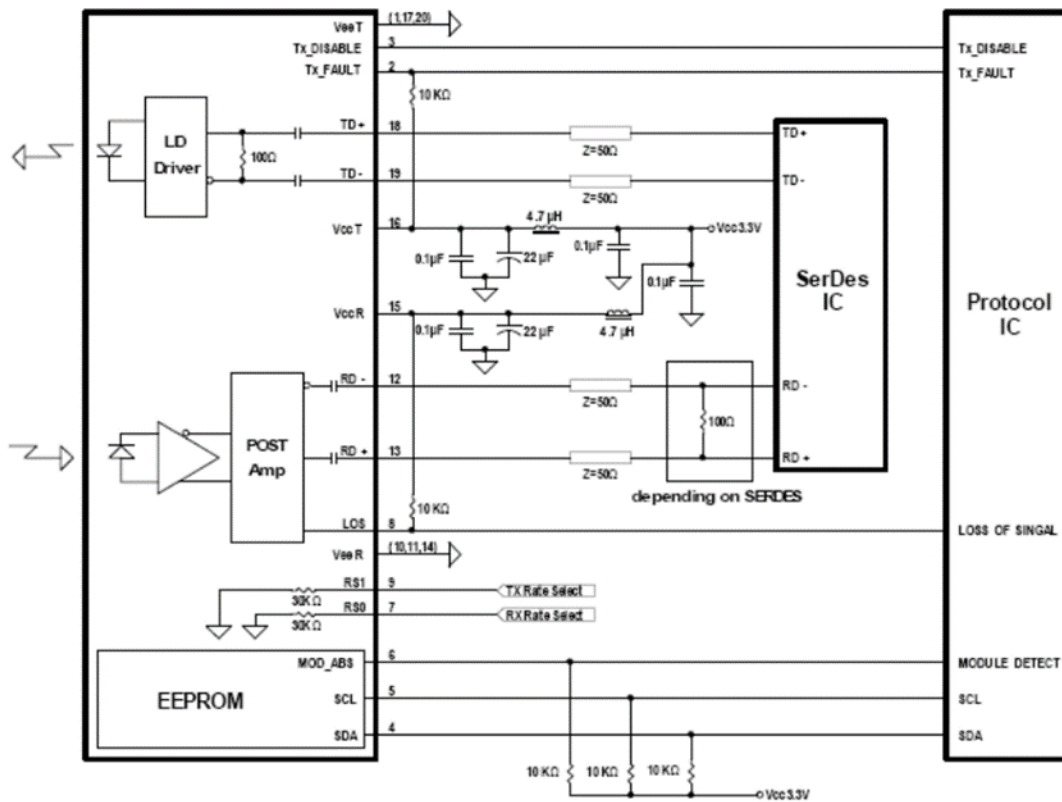 VeeT
(1,17,20)
Tx_DISABLE
3
Tx_DISABLE
Tx_FAULT
2
Tx_FAULT
10 KΩ
LD
Driver
100Ω
TD+
18
Z=50Ω
TD+
TD-
19
Z=50Ω
TD-
VccT
16
4.7 μH
Vcc3.3V
0.1μF
22 μF
0.1μF
0.1μF
SerDes
IC
Protocol
IC
VccR
15
0.1μF
22 μF
4.7 μH
RD -
12
Z=50Ω
RD -
100Ω
POST
Amp
RD +
13
Z=50Ω
RD +
depending on SERDES
10 KΩ
LOS
8
LOSS OF SINGAL
VeeR
(10,11,14)
RS1
9
30KΩ
TX Rate Select
RS0
7
30KΩ
RX Rate Select
MOD_ABS
6
MODULE DETECT
EEPROM
SCL
5
SCL
SDA
4
SDA
10 KΩ
10 KΩ
10 KΩ
Vcc3.3V